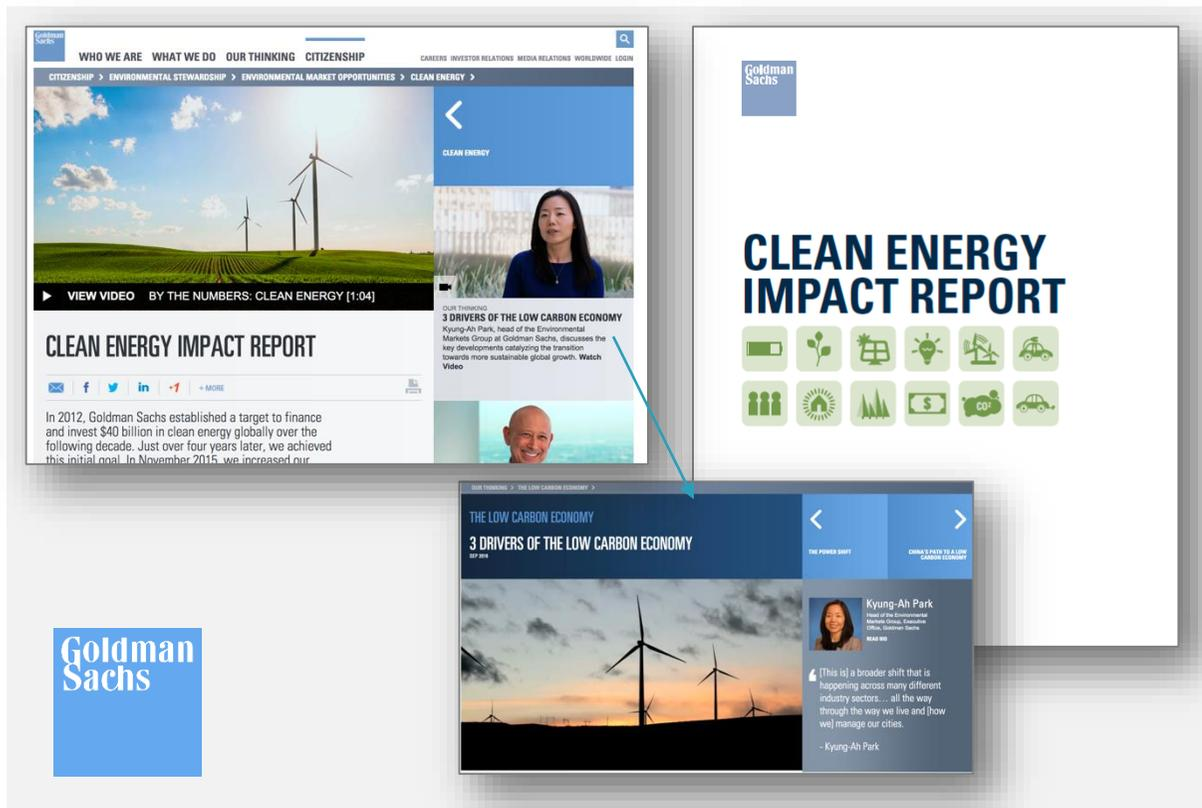 Goldman
Sachs
WHO WE ARE WHAT WE DO OUR THINKING CITIZENSHIP
CAREERS INVESTOR RELATIONS MEDIA RELATIONS WORLDWIDE LOGIN
CITIZENSHIP > ENVIRONMENTAL STEWARDSHIP > ENVIRONMENTAL MARKET OPPORTUNITIES > CLEAN ENERGY >
CLEAN ENERGY
VIEW VIDEO BY THE NUMBERS: CLEAN ENERGY [1:04]
OUR THINKING
3 DRIVERS OF THE LOW CARBON ECONOMY
Kyung-Ah Park, head of the Environmental
Markets Group at Goldman Sachs, discusses the
key developments catalyzing the transition
towards more sustainable global growth. Watch
Video
CLEAN ENERGY IMPACT REPORT
f in +1 + MORE
In 2012, Goldman Sachs established a target to finance
and invest $40 billion in clean energy globally over the
following decade. Just over four years later, we achieved
this initial goal. In November 2015, we increased our
Goldman
Sachs
CLEAN ENERGY
IMPACT REPORT
$ CO2
OUR THINKING > THE LOW CARBON ECONOMY >
THE LOW CARBON ECONOMY
3 DRIVERS OF THE LOW CARBON ECONOMY
SEP 2016
THE POWER SHIFT
CHINA'S PATH TO A LOW
CARBON ECONOMY
Kyung-Ah Park
Head of the Environmental
Markets Group, Executive
Office, Goldman Sachs
READ BIO
[This is] a broader shift that is
happening across many different
industry sectors… all the way
through the way we live and [how
we] manage our cities.
- Kyung-Ah Park
Goldman
Sachs